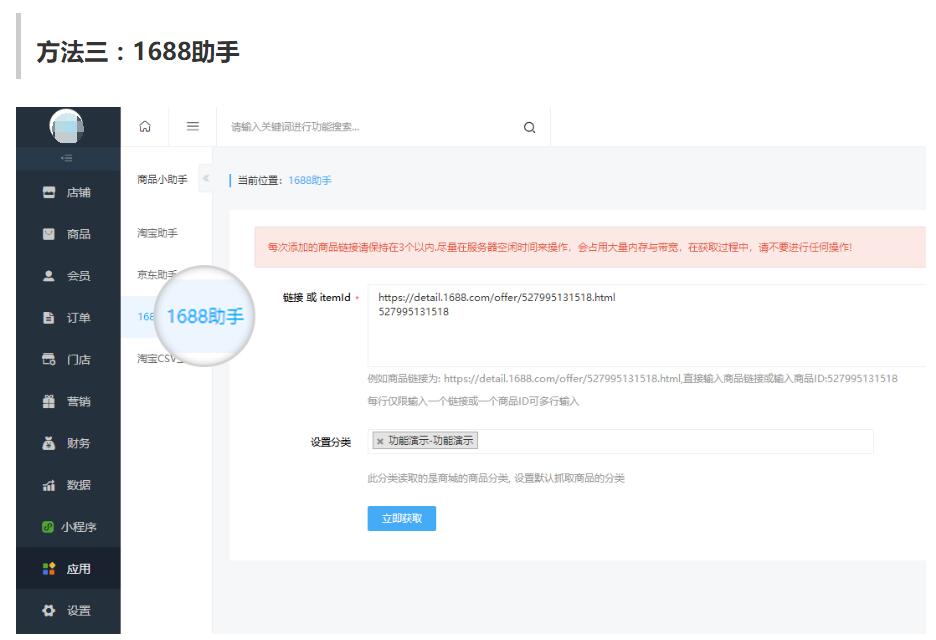 方法三：1688助手
请输入关键词进行功能搜索...
店铺
商品
会员
订单
门店
营销
财务
数据
小程序
应用
设置
商品小助手
淘宝助手
京东助手
168
1688助手
淘宝CSV
当前位置：1688助手
每次添加的商品链接请保持在3个以内,尽量在服务器空闲时间来操作，会占用大量内存与带宽，在获取过程中，请不要进行任何操作!
链接 或 itemId *
https://detail.1688.com/offer/527995131518.html
527995131518
例如商品链接为: https://detail.1688.com/offer/527995131518.html,直接输入商品链接或输入商品ID:527995131518
每行仅限输入一个链接或一个商品ID可多行输入
设置分类
× 功能演示-功能演示
此分类读取的是商城的商品分类, 设置默认抓取商品的分类
立即获取